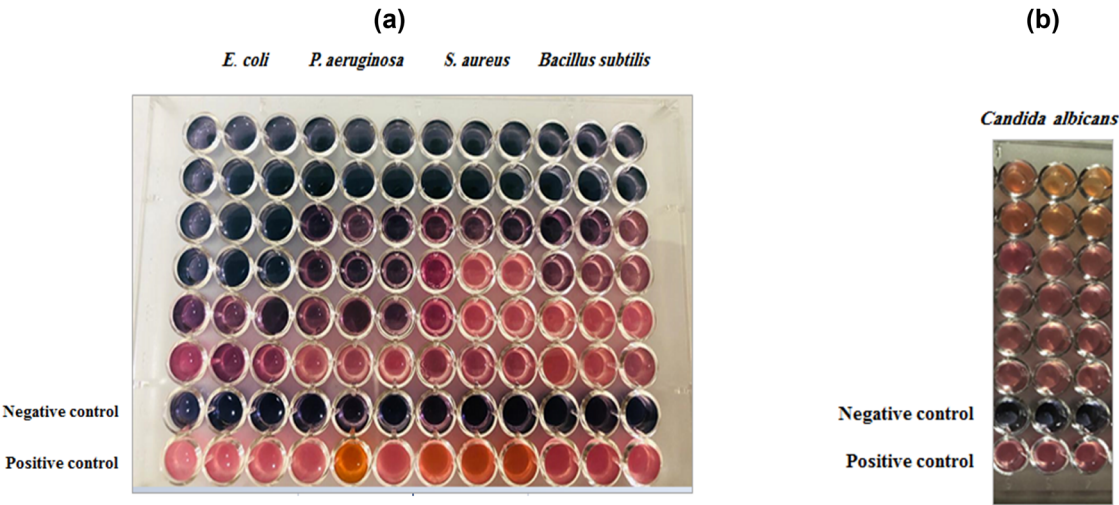 (a)
(b)
E. coli
P. aeruginosa
S. aureus
Bacillus subtilis
Candida albicans
Negative control
Positive control
Negative control
Positive control